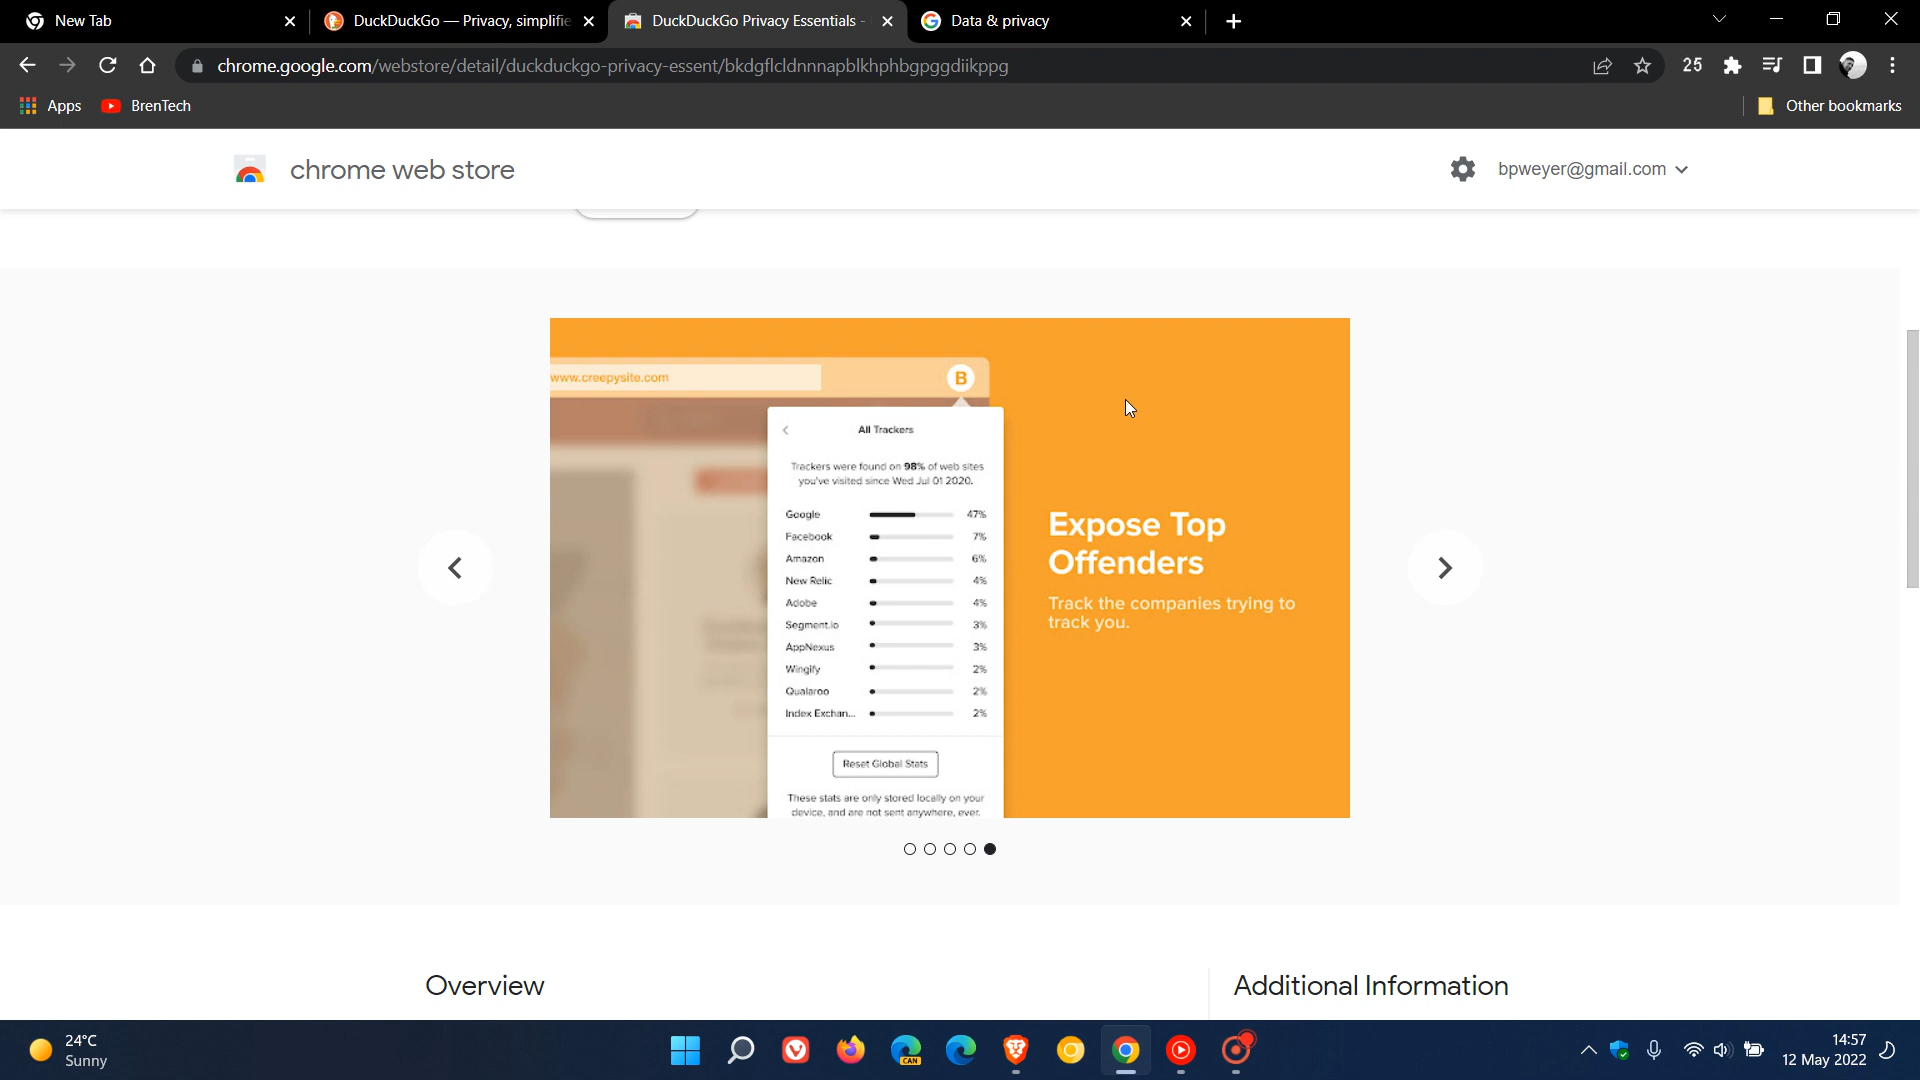 New Tab
DuckDuckGo — Privacy, simplifie
DuckDuckGo Privacy Essentials -
Data & privacy
chrome.google.com/webstore/detail/duckduckgo-privacy-essent/bkdgflcldnnnapblkhphbgpggdiikppg
25
Apps
BrenTech
Other bookmarks
chrome web store
bpweyer@gmail.com
www.creepysite.com
B
All Trackers
Trackers were found on 98% of web sites
you've visited since Wed Jul 01 2020.
Google 47%
Facebook 7%
Amazon 6%
New Relic 4%
Adobe 4%
Segment.io 3%
AppNexus 3%
Wingify 2%
Qualaroo 2%
Index Exchan... 2%
Reset Global Stats
These stats are only stored locally on your
device, and are not sent anywhere, ever.
Expose Top
Offenders
Track the companies trying to
track you.
Overview
Additional Information
24°C
Sunny
CAN
14:57
12 May 2022